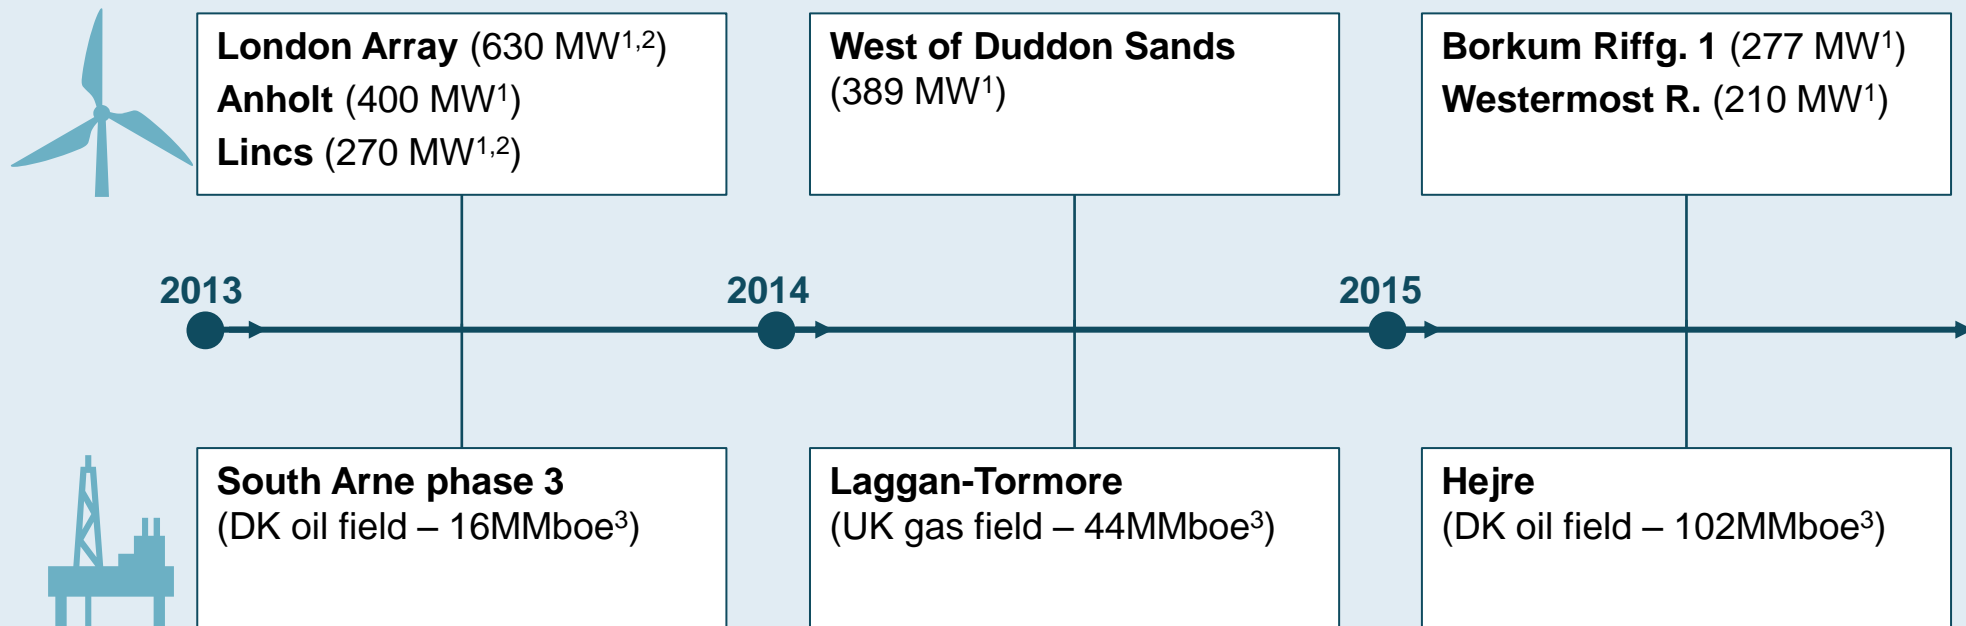 London Array (630 MW¹,²)
Anholt (400 MW¹)
Lincs (270 MW¹,²)
West of Duddon Sands
(389 MW¹)
Borkum Riffg. 1 (277 MW¹)
Westermost R. (210 MW¹)
2013
2014
2015
South Arne phase 3
(DK oil field – 16MMboe³)
Laggan-Tormore
(UK gas field – 44MMboe³)
Hejre
(DK oil field – 102MMboe³)